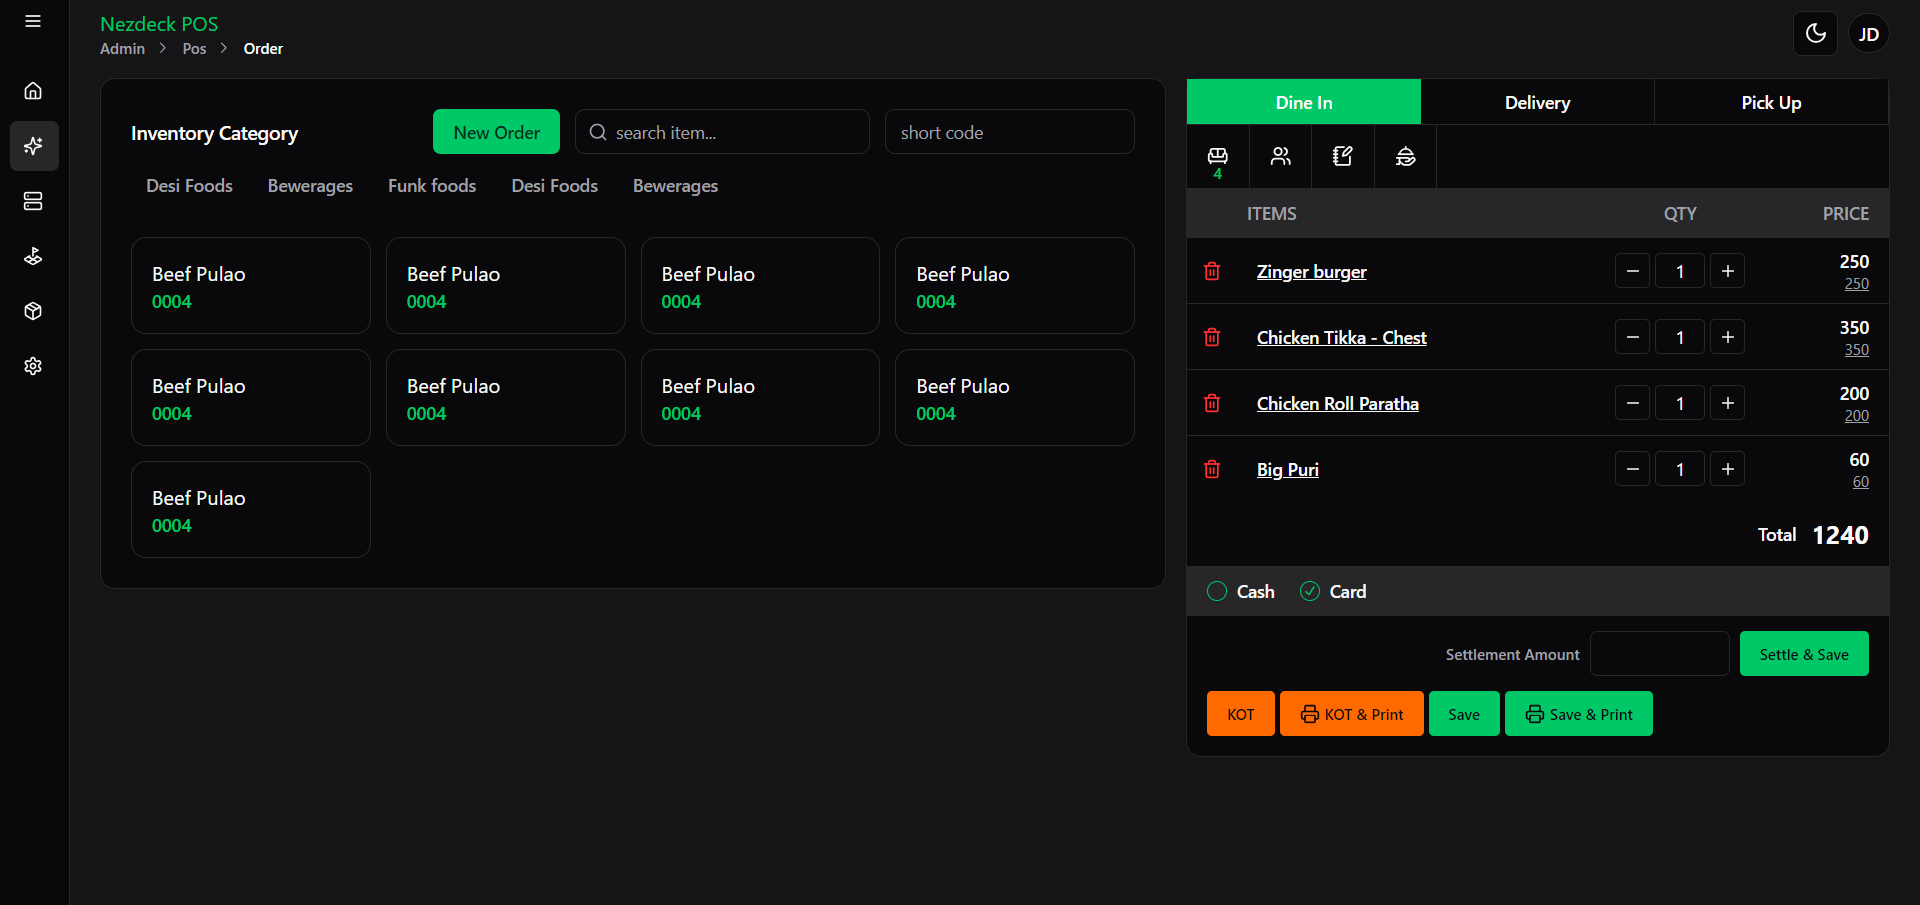 Nezdeck POS
Admin > Pos > Order
JD
Inventory Category
New Order
search item...
short code
Desi Foods Bewerages Funk foods Desi Foods Bewerages
Beef Pulao
0004
Beef Pulao
0004
Beef Pulao
0004
Beef Pulao
0004
Beef Pulao
0004
Beef Pulao
0004
Beef Pulao
0004
Beef Pulao
0004
Beef Pulao
0004
Dine In Delivery Pick Up
4
ITEMS QTY PRICE
Zinger burger 1 250
250
Chicken Tikka - Chest 1 350
350
Chicken Roll Paratha 1 200
200
Big Puri 1 60
60
Total 1240
Cash Card
Settlement Amount Settle & Save
KOT KOT & Print Save Save & Print